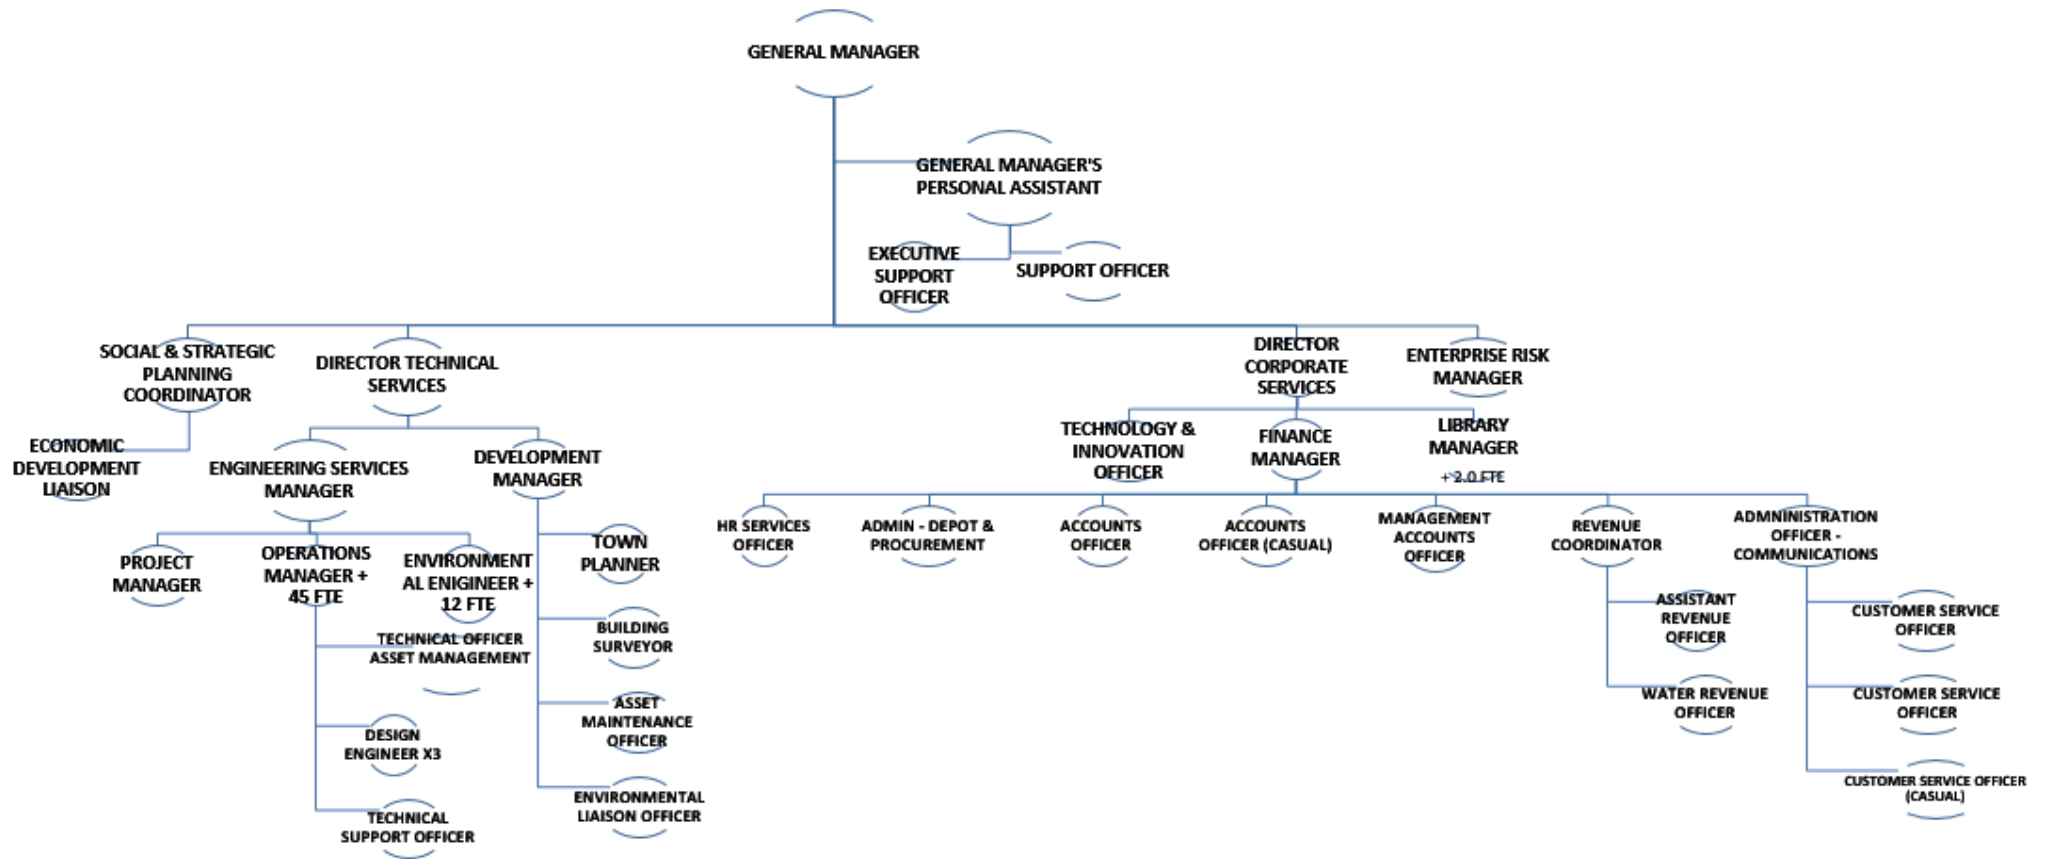 GENERAL MANAGER
GENERAL MANAGER'S
PERSONAL ASSISTANT
EXECUTIVE
SUPPORT
OFFICER
SUPPORT OFFICER
SOCIAL & STRATEGIC
PLANNING
COORDINATOR
DIRECTOR TECHNICAL
SERVICES
DIRECTOR
CORPORATE
SERVICES
ENTERPRISE RISK
MANAGER
ECONOMIC
DEVELOPMENT
LIAISON
ENGINEERING SERVICES
MANAGER
DEVELOPMENT
MANAGER
TECHNOLOGY &
INNOVATION
OFFICER
FINANCE
MANAGER
LIBRARY
MANAGER
+ 2.0 FTE
PROJECT
MANAGER
OPERATIONS
MANAGER +
45 FTE
ENVIRONMENT
AL ENIGINEER +
12 FTE
TOWN
PLANNER
HR SERVICES
OFFICER
ADMIN - DEPOT &
PROCUREMENT
ACCOUNTS
OFFICER
ACCOUNTS
OFFICER (CASUAL)
MANAGEMENT
ACCOUNTS
OFFICER
REVENUE
COORDINATOR
ADMNINISTRATION
OFFICER -
COMMUNICATIONS
TECHNICAL OFFICER
ASSET MANAGEMENT
BUILDING
SURVEYOR
ASSISTANT
REVENUE
OFFICER
CUSTOMER SERVICE
OFFICER
DESIGN
ENGINEER X3
ASSET
MAINTENANCE
OFFICER
WATER REVENUE
OFFICER
CUSTOMER SERVICE
OFFICER
TECHNICAL
SUPPORT OFFICER
ENVIRONMENTAL
LIAISON OFFICER
CUSTOMER SERVICE OFFICER
(CASUAL)